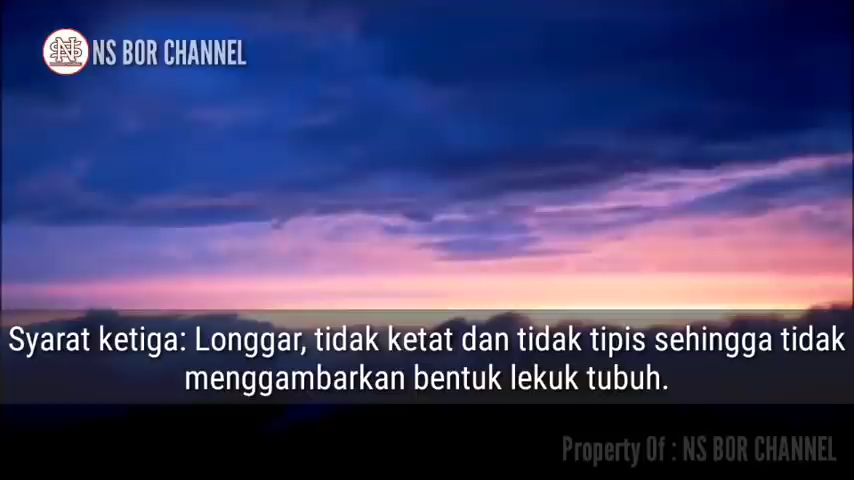 NS BOR CHANNEL
Syarat ketiga: Longgar, tidak ketat dan tidak tipis sehingga tidak
menggambarkan bentuk lekuk tubuh.
Property Of : NS BOR CHANNEL